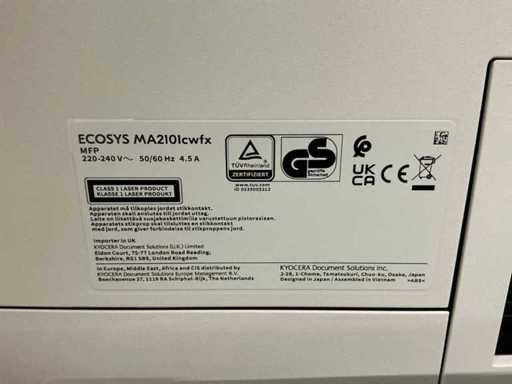 ECOSYS MA2101cwfx
MFP
220-240 V~ 50/60 Hz 4.5 A
CLASS 1 LASER PRODUCT
KLASSE 1 LASER PRODUKT
TÜVRheinland
CERTIFIED
www.tuv.com
geprüfte
Sicherheit
GS
UK
CA
CE
Apparatet må tilkoples jordet stikkontakt.
Apparaten skall anslutas till jordat uttag.
Laite on liitettävä suojakoskettimilla varustettuun pistorasiaan.
Apparatets stikprop skal tilsluttes en stikkontakt
med jord, som giver forbindelse til stikproppens jord.
Importer in UK
KYOCERA Document Solutions (U.K.) Limited
Eldon Court, 75-77 London Road Reading,
Berkshire, RG1 5BS, United Kingdom
In Europe, Middle East, Africa and CIS distributed by
KYOCERA Document Solutions Europe Management B.V.
Beechavenue 27, 1119 RA Schiphol-Rijk, The Netherlands
KYOCERA Document Solutions Inc.
2-28, 1-Chome, Tamatsukuri, Chuo-ku, Osaka, Japan
Designed in Japan / Assembled in Vietnam
>ABS<